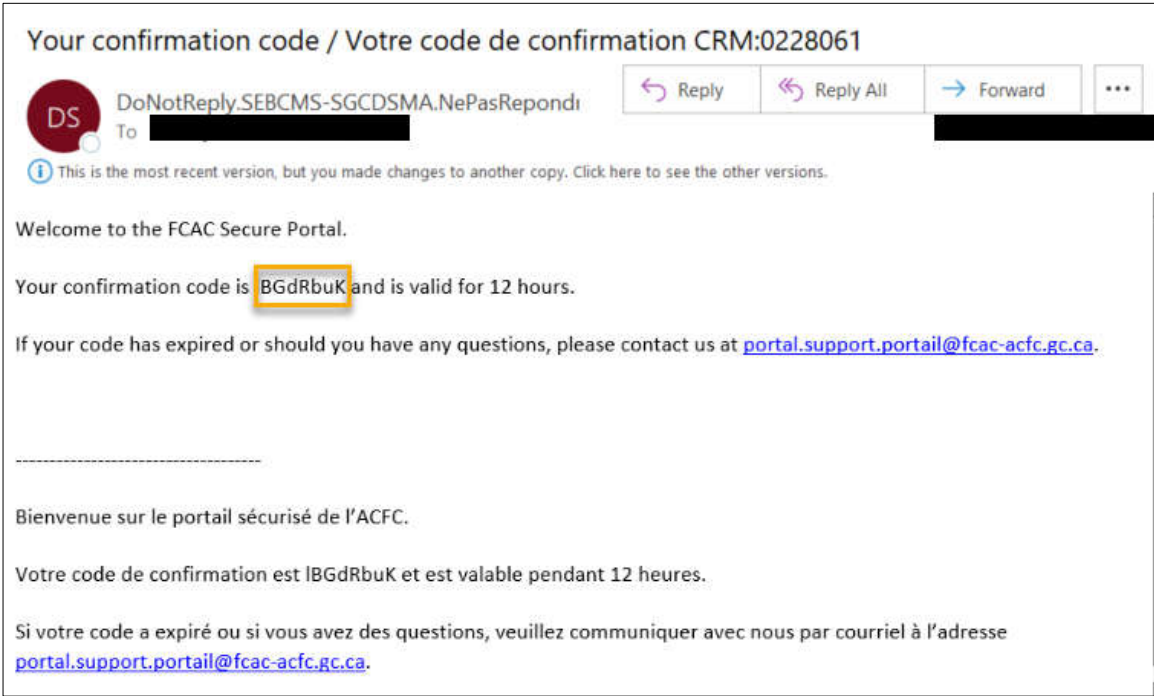 Your confirmation code / Votre code de confirmation CRM:0228061
Reply
Reply All
Forward
DS
DoNotReply.SEBCMS-SGCDSMA.NePasRepondr
To
This is the most recent version, but you made changes to another copy. Click here to see the other versions.
Welcome to the FCAC Secure Portal.
Your confirmation code is BGdRbuK and is valid for 12 hours.
If your code has expired or should you have any questions, please contact us at portal.support.portail@fcac-acfc.gc.ca.
------------------------------------
Bienvenue sur le portail sécurisé de l’ACFC.
Votre code de confirmation est lBGdRbuK et est valable pendant 12 heures.
Si votre code a expiré ou si vous avez des questions, veuillez communiquer avec nous par courriel à l’adresse
portal.support.portail@fcac-acfc.gc.ca.